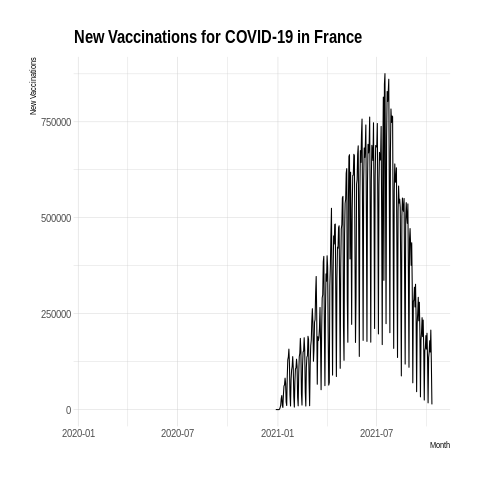 New Vaccinations for COVID-19 in France
New Vaccinations
750000
500000
250000
0
2020-01 2020-07 2021-01 2021-07
Month